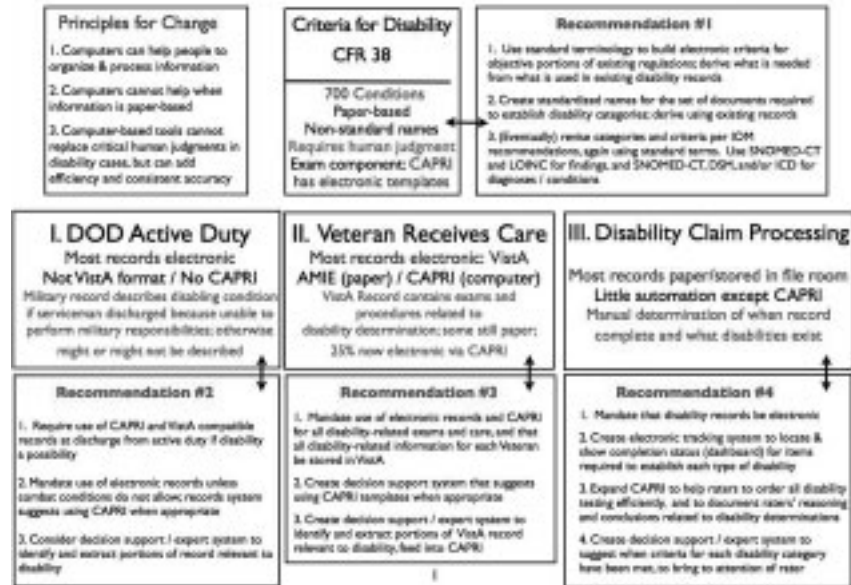 Principles for Change
1. Computers can help people to
organize & process information
2. Computers cannot help when
information is paper-based
3. Computer-based tools cannot
replace critical human judgments in
disability cases, but can add
efficiency and consistent accuracy
Criteria for Disability
CFR 38
700 Conditions
Paper-based
Non-standard names
Requires human judgment
Exam component: CAPRI
has electronic templates
Recommendation #1
1. Use standard terminology to build electronic criteria for
objective portions of existing regulations; derive what is needed
from what is used in existing disability records
2. Create standardized names for the set of documents required
to establish disability categories; derive using existing records
3. (Eventually) revise categories and criteria per IOM
recommendations, again using standard terms. Use SNOMED-CT
and LOINC for findings, and SNOMED-CT, DSM, and/or ICD for
diagnoses / conditions
I. DOD Active Duty
Most records electronic
Not VistA format / No CAPRI
Military record describes disabling condition
if serviceman discharged because unable to
perform military responsibilities; otherwise
might or might not be described
II. Veteran Receives Care
Most records electronic: VistA
AMIE (paper) / CAPRI (computer)
VistA Record contains exams and
procedures related to
disability determination; some still paper;
25% now electronic via CAPRI
III. Disability Claim Processing
Most records paper/stored in file room
Little automation except CAPRI
Manual determination of when record
complete and what disabilities exist
Recommendation #2
1. Require use of CAPRI and VistA compatible
records at discharge from active duty if disability
a possibility
2. Mandate use of electronic records unless
combat conditions do not allow; records system
suggests using CAPRI when appropriate
3. Consider decision support / expert system to
identify and extract portions of record relevant to
disability
Recommendation #3
1. Mandate use of electronic records and CAPRI
for all disability-related exams and care, and that
all disability-related information for each Veteran
be stored in VistA
2. Create decision support system that suggests
using CAPRI templates when appropriate
3. Create decision support / expert system to
identify and extract portions of VistA record
relevant to disability, feed into CAPRI
Recommendation #4
1. Mandate that disability records be electronic
2. Create electronic tracking system to locate &
show completion status (dashboard) for items
required to establish each type of disability
3. Expand CAPRI to help raters to order all disability
testing efficiently, and to document raters' reasoning
and conclusions related to disability determinations
4. Create decision support / expert system to
suggest when criteria for each disability category
have been met, to bring to attention of rater
1